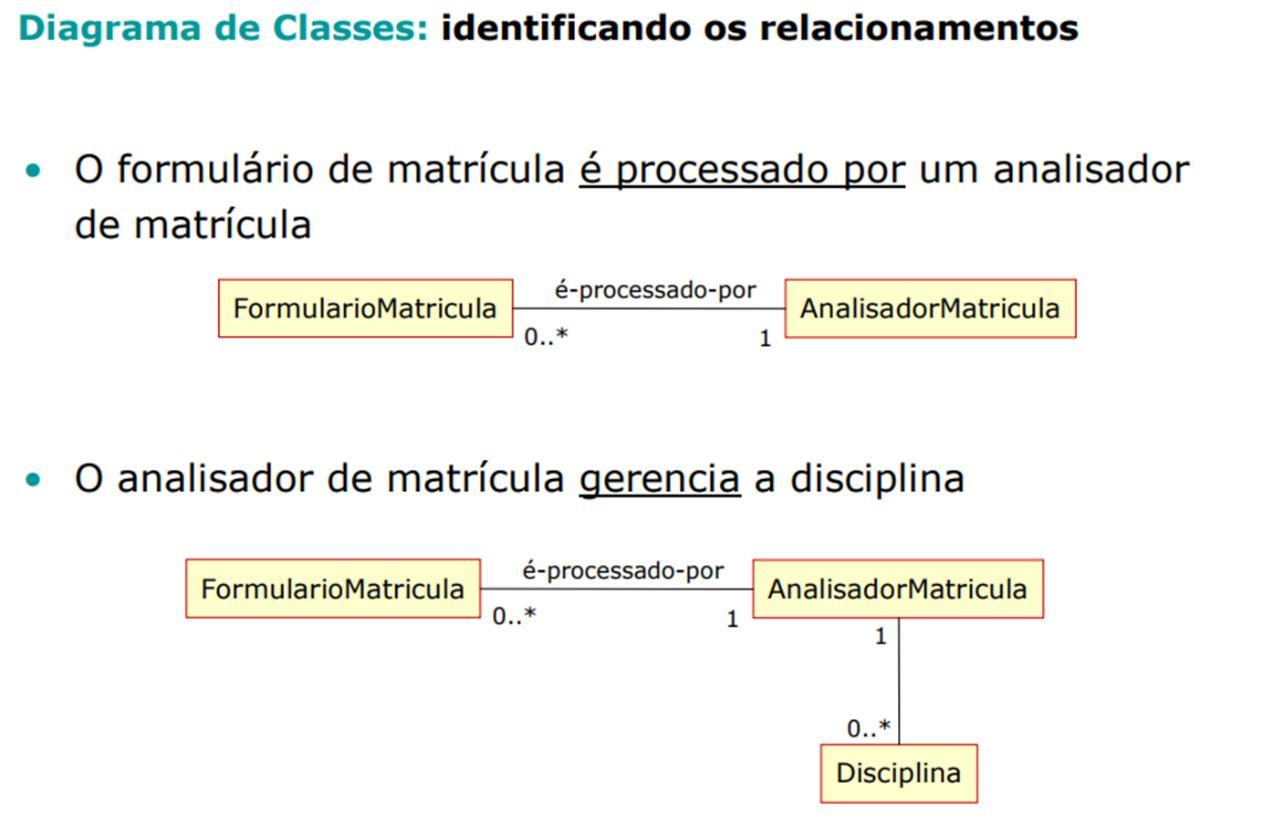 Diagrama de Classes: identificando os relacionamentos
• O formulário de matrícula é processado por um analisador
de matrícula
é-processado-por
FormularioMatricula AnalisadorMatricula
0..* 1
• O analisador de matrícula gerencia a disciplina
é-processado-por
FormularioMatricula AnalisadorMatricula
0..* 1
1
0..*
Disciplina